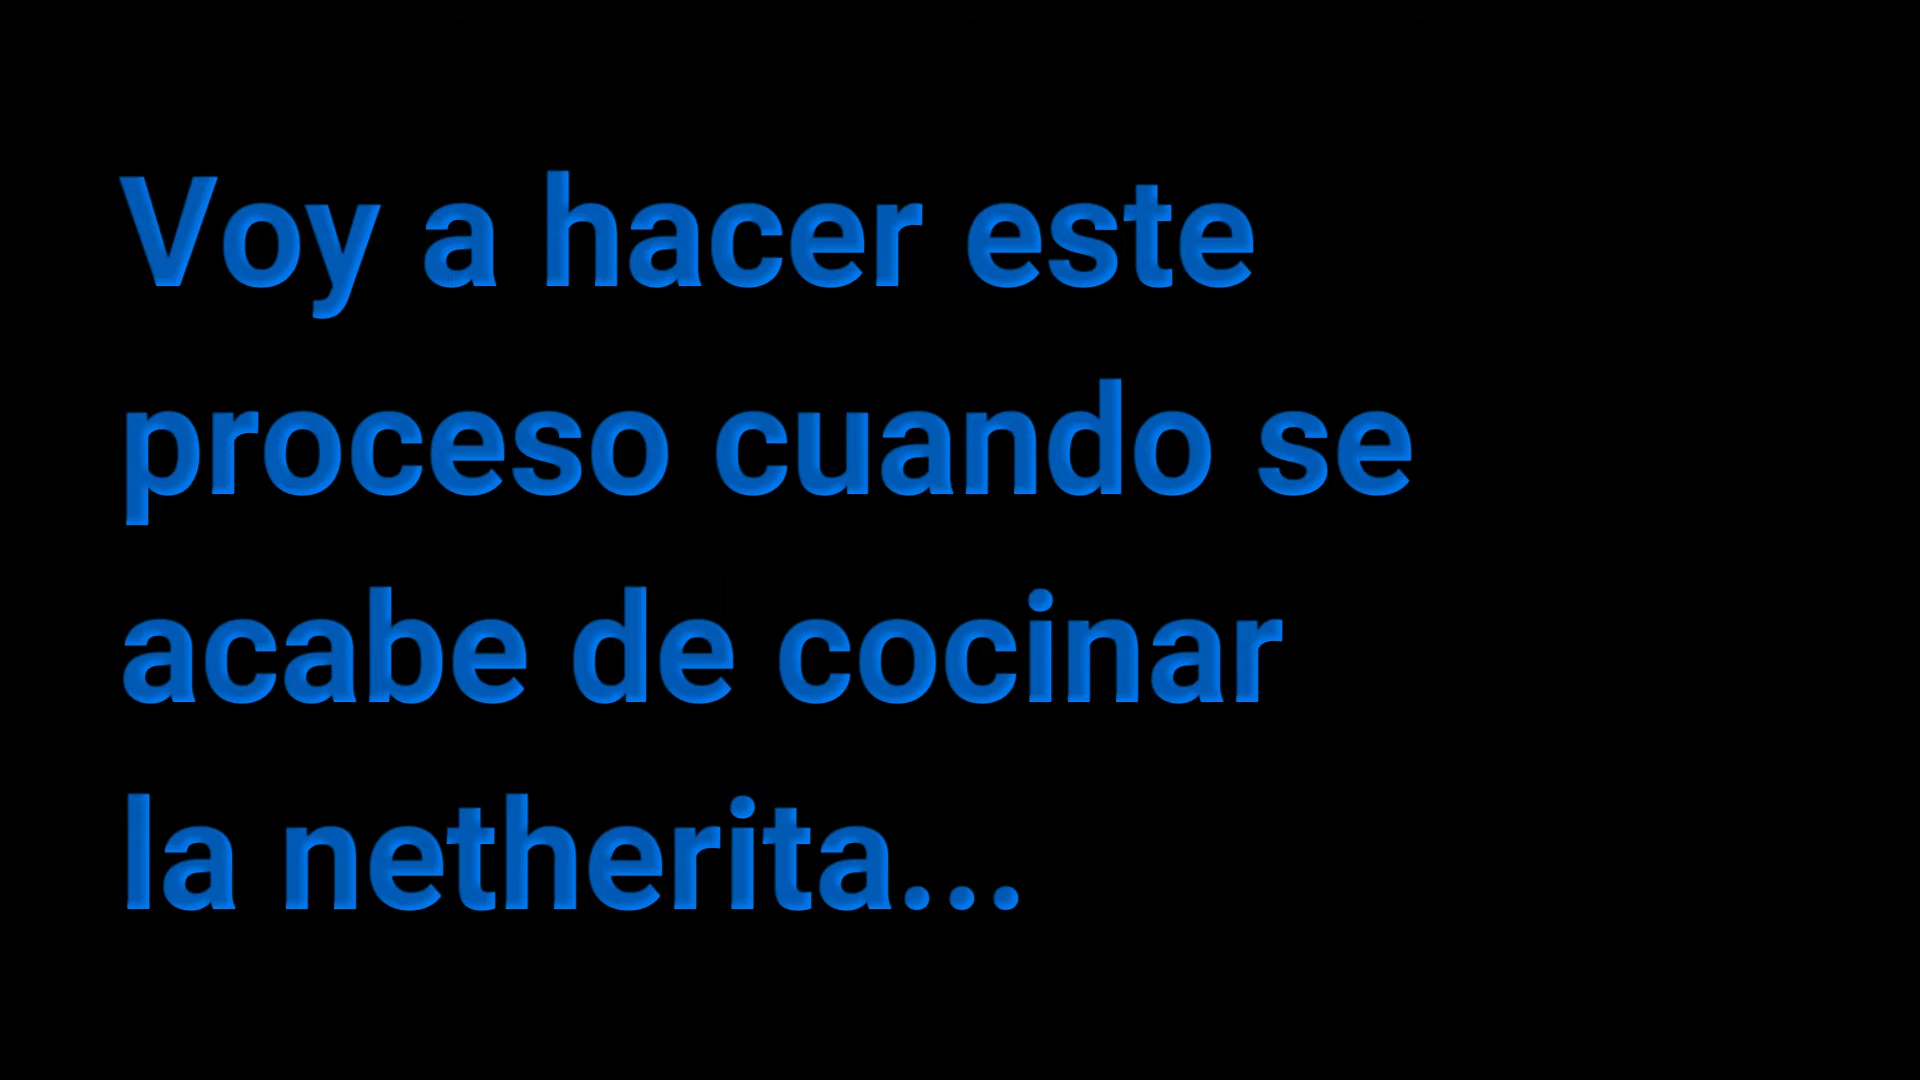 Voy a hacer este
proceso cuando se
acabe de cocinar
la netherita...